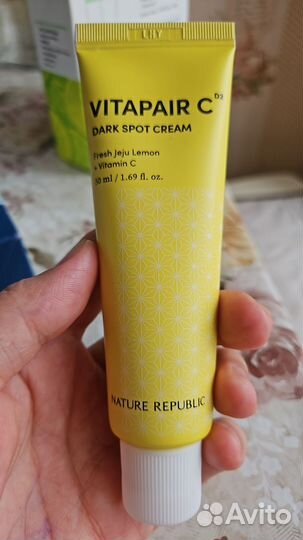 VITAPAIR C
DARK SPOT CREAM
Fresh Jeju Lemon
+ Vitamin C
50 ml / 1.69 fl. oz.
NATURE REPUBLIC
Avito